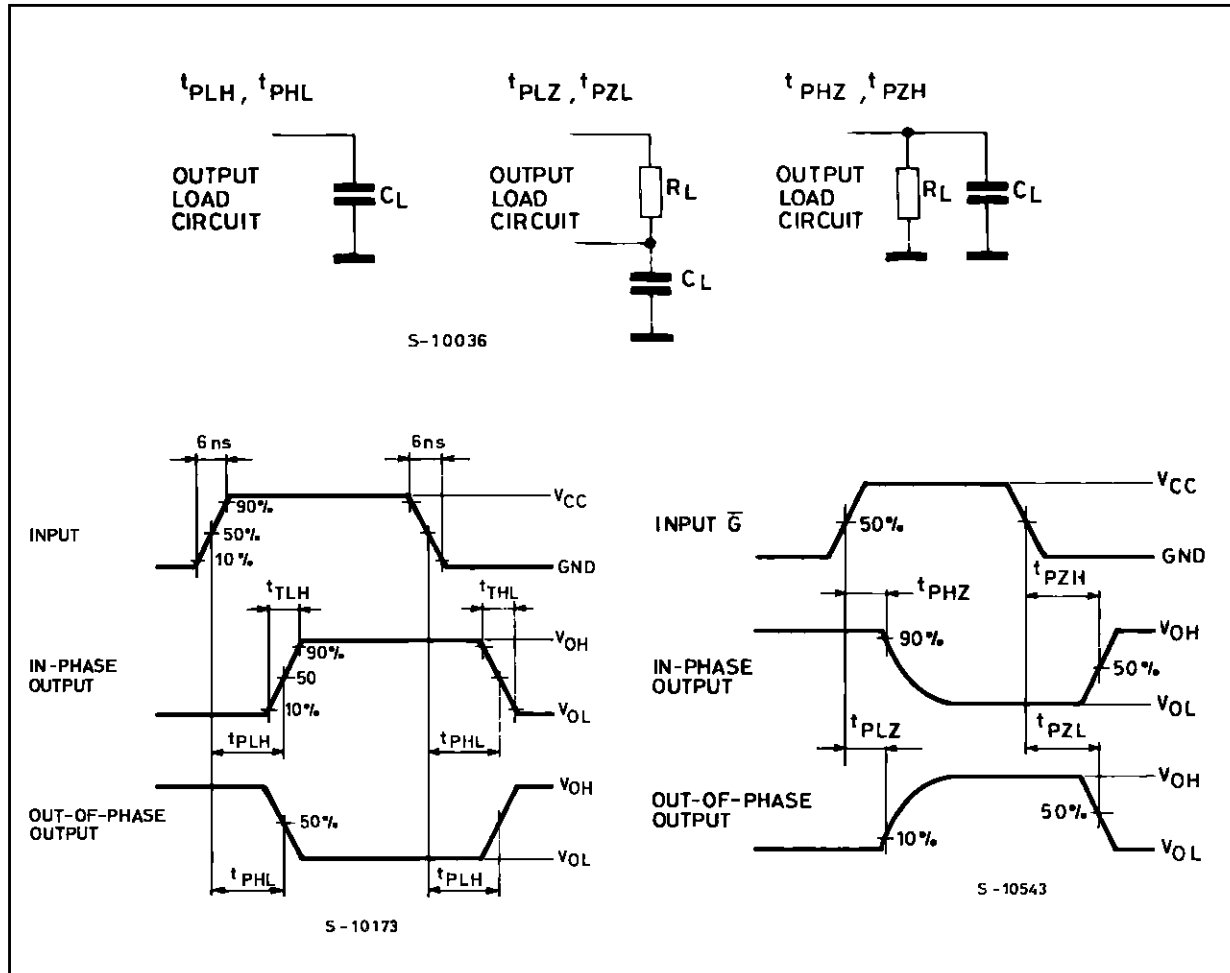 tPLH, tPHL
OUTPUT
LOAD
CIRCUIT
CL
tPLZ, tPZL
OUTPUT
LOAD
CIRCUIT
RL
CL
tPHZ, tPZH
OUTPUT
LOAD
CIRCUIT
RL
CL
S-10036
6ns
6ns
INPUT
90%
50%
10%
VCC
GND
tTLH
tTHL
IN-PHASE
OUTPUT
90%
50
10%
VOH
VOL
tPLH
tPHL
OUT-OF-PHASE
OUTPUT
50%
VOH
VOL
tPHL
tPLH
S-10173
INPUT G̅
50%
VCC
GND
tPHZ
tPZH
IN-PHASE
OUTPUT
90%
50%
VOH
VOL
tPLZ
tPZL
OUT-OF-PHASE
OUTPUT
10%
50%
VOH
VOL
S-10543